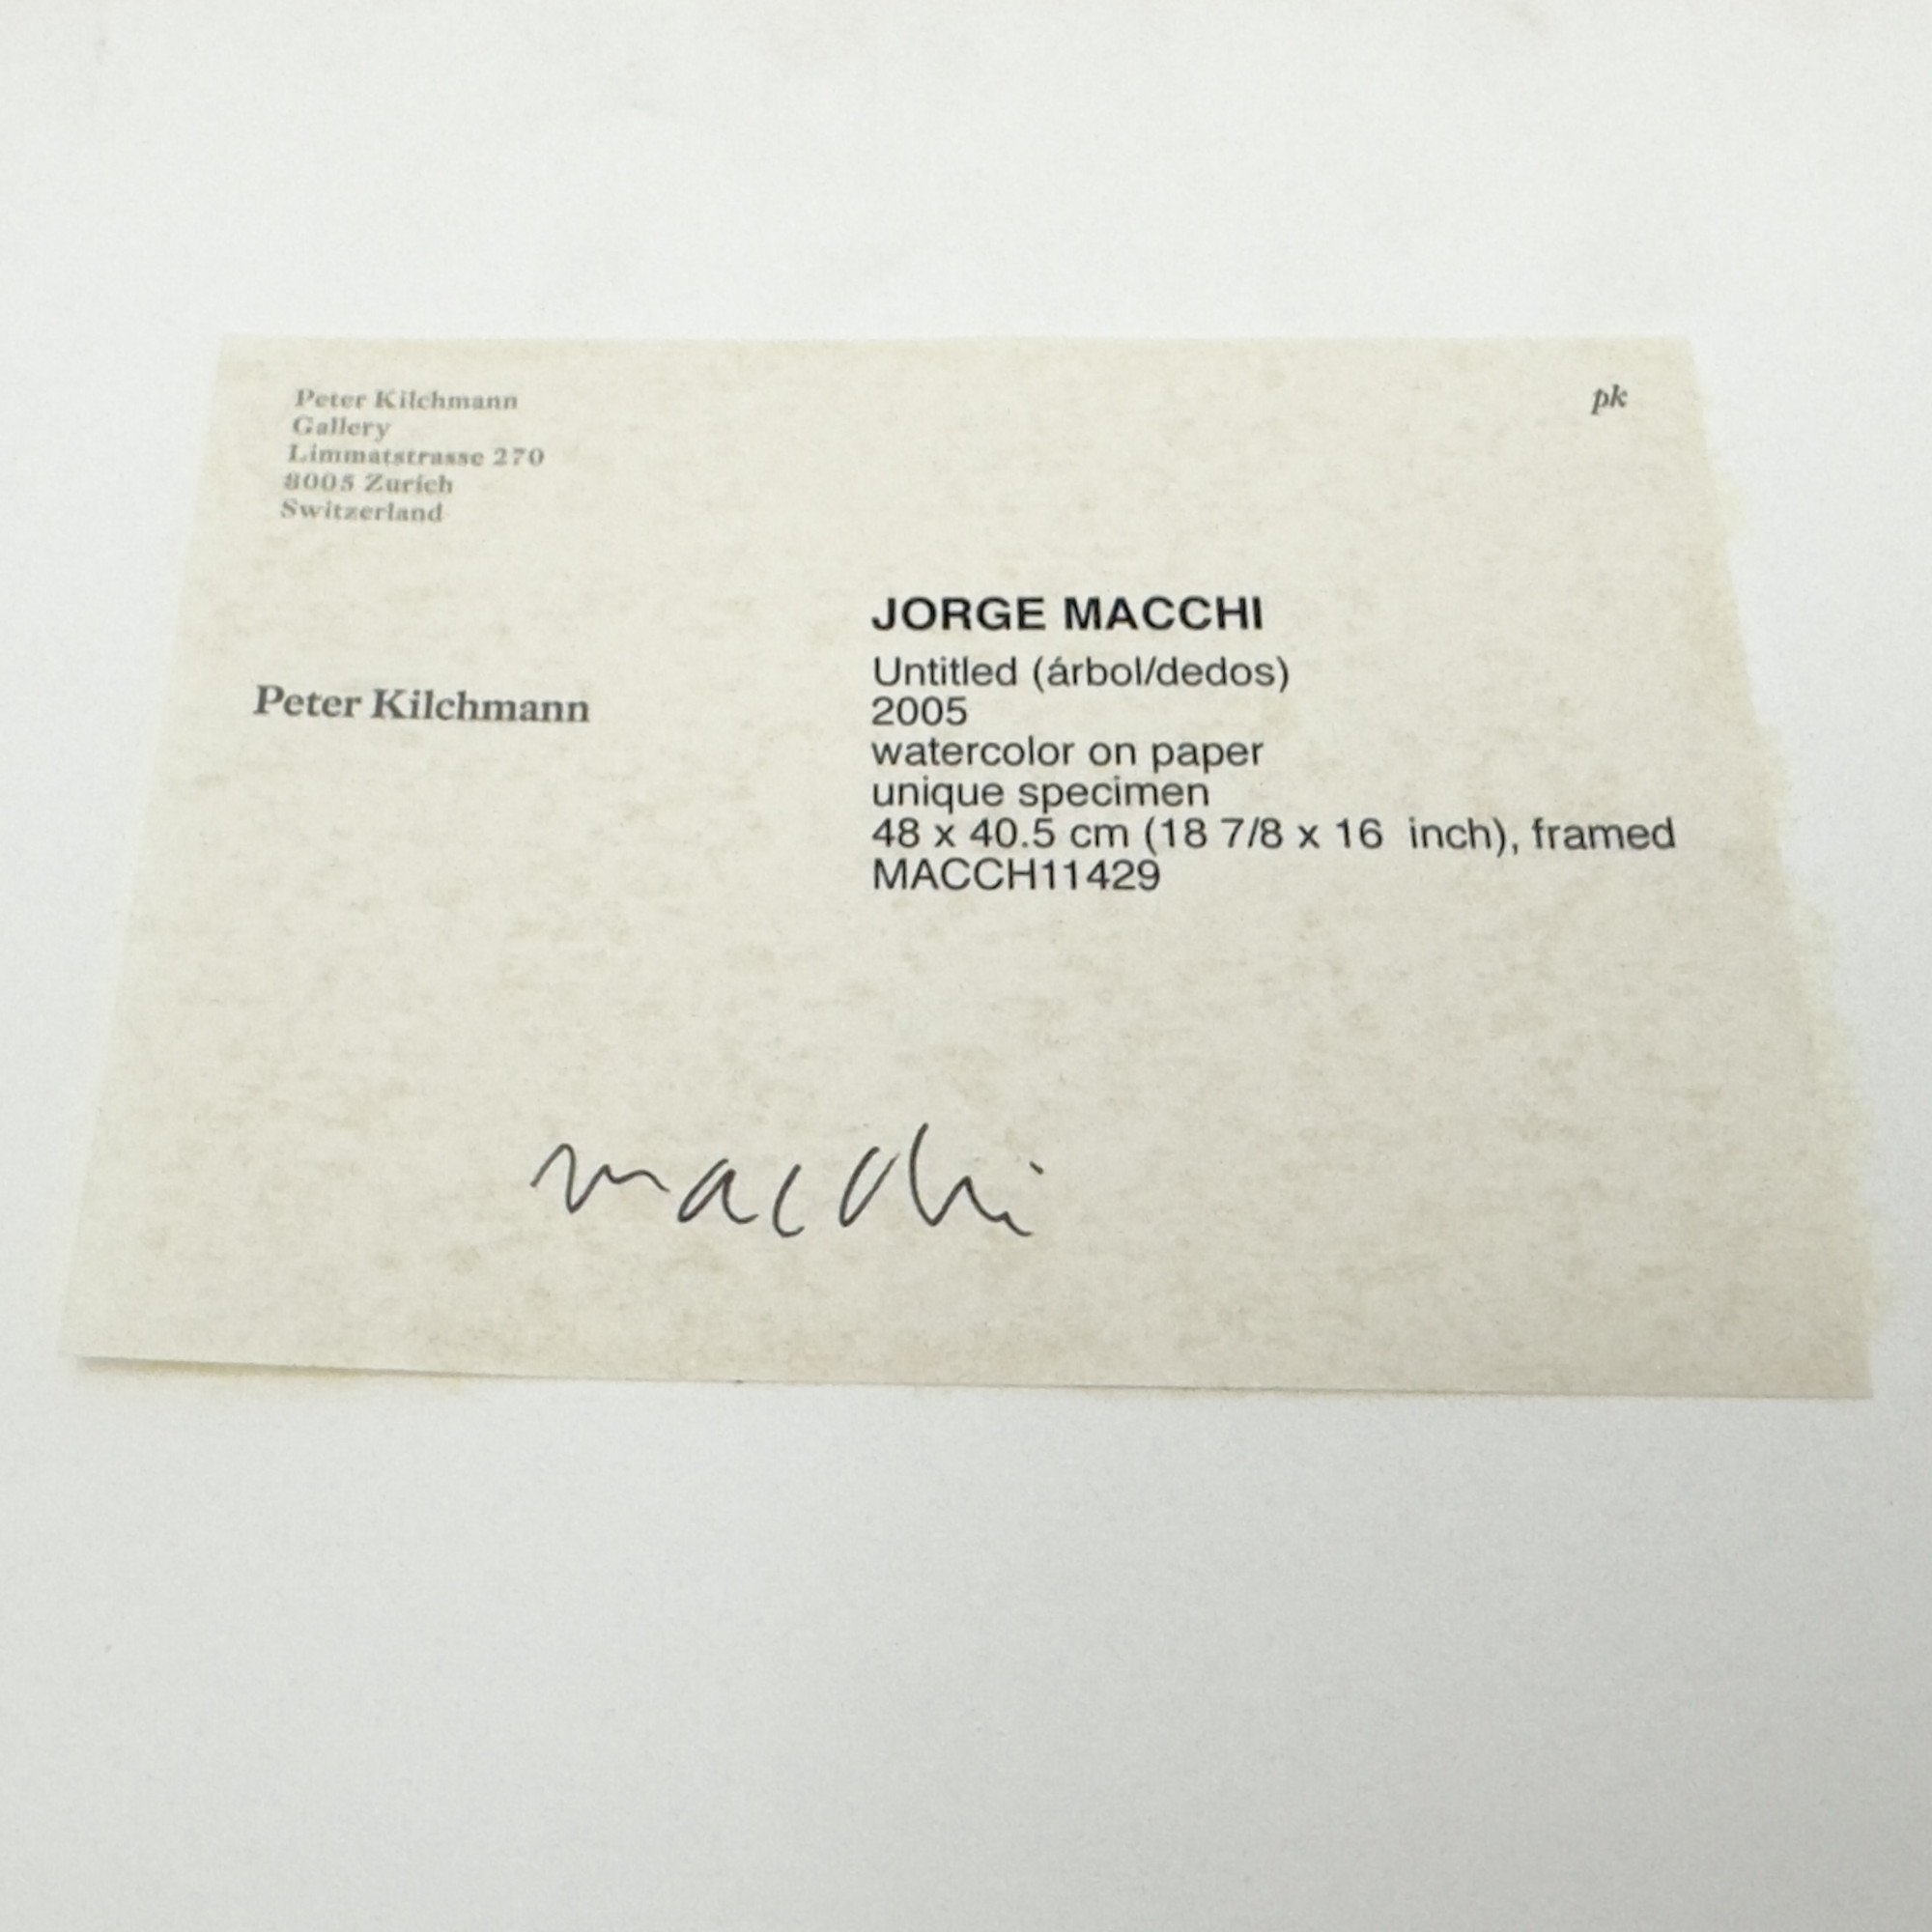 Peter Kilchmann
Gallery
Limmatstrasse 270
8005 Zurich
Switzerland
pk
Peter Kilchmann
JORGE MACCHI
Untitled (árbol/dedos)
2005
watercolor on paper
unique specimen
48 x 40.5 cm (18 7/8 x 16  inch), framed
MACCH11429
macchi